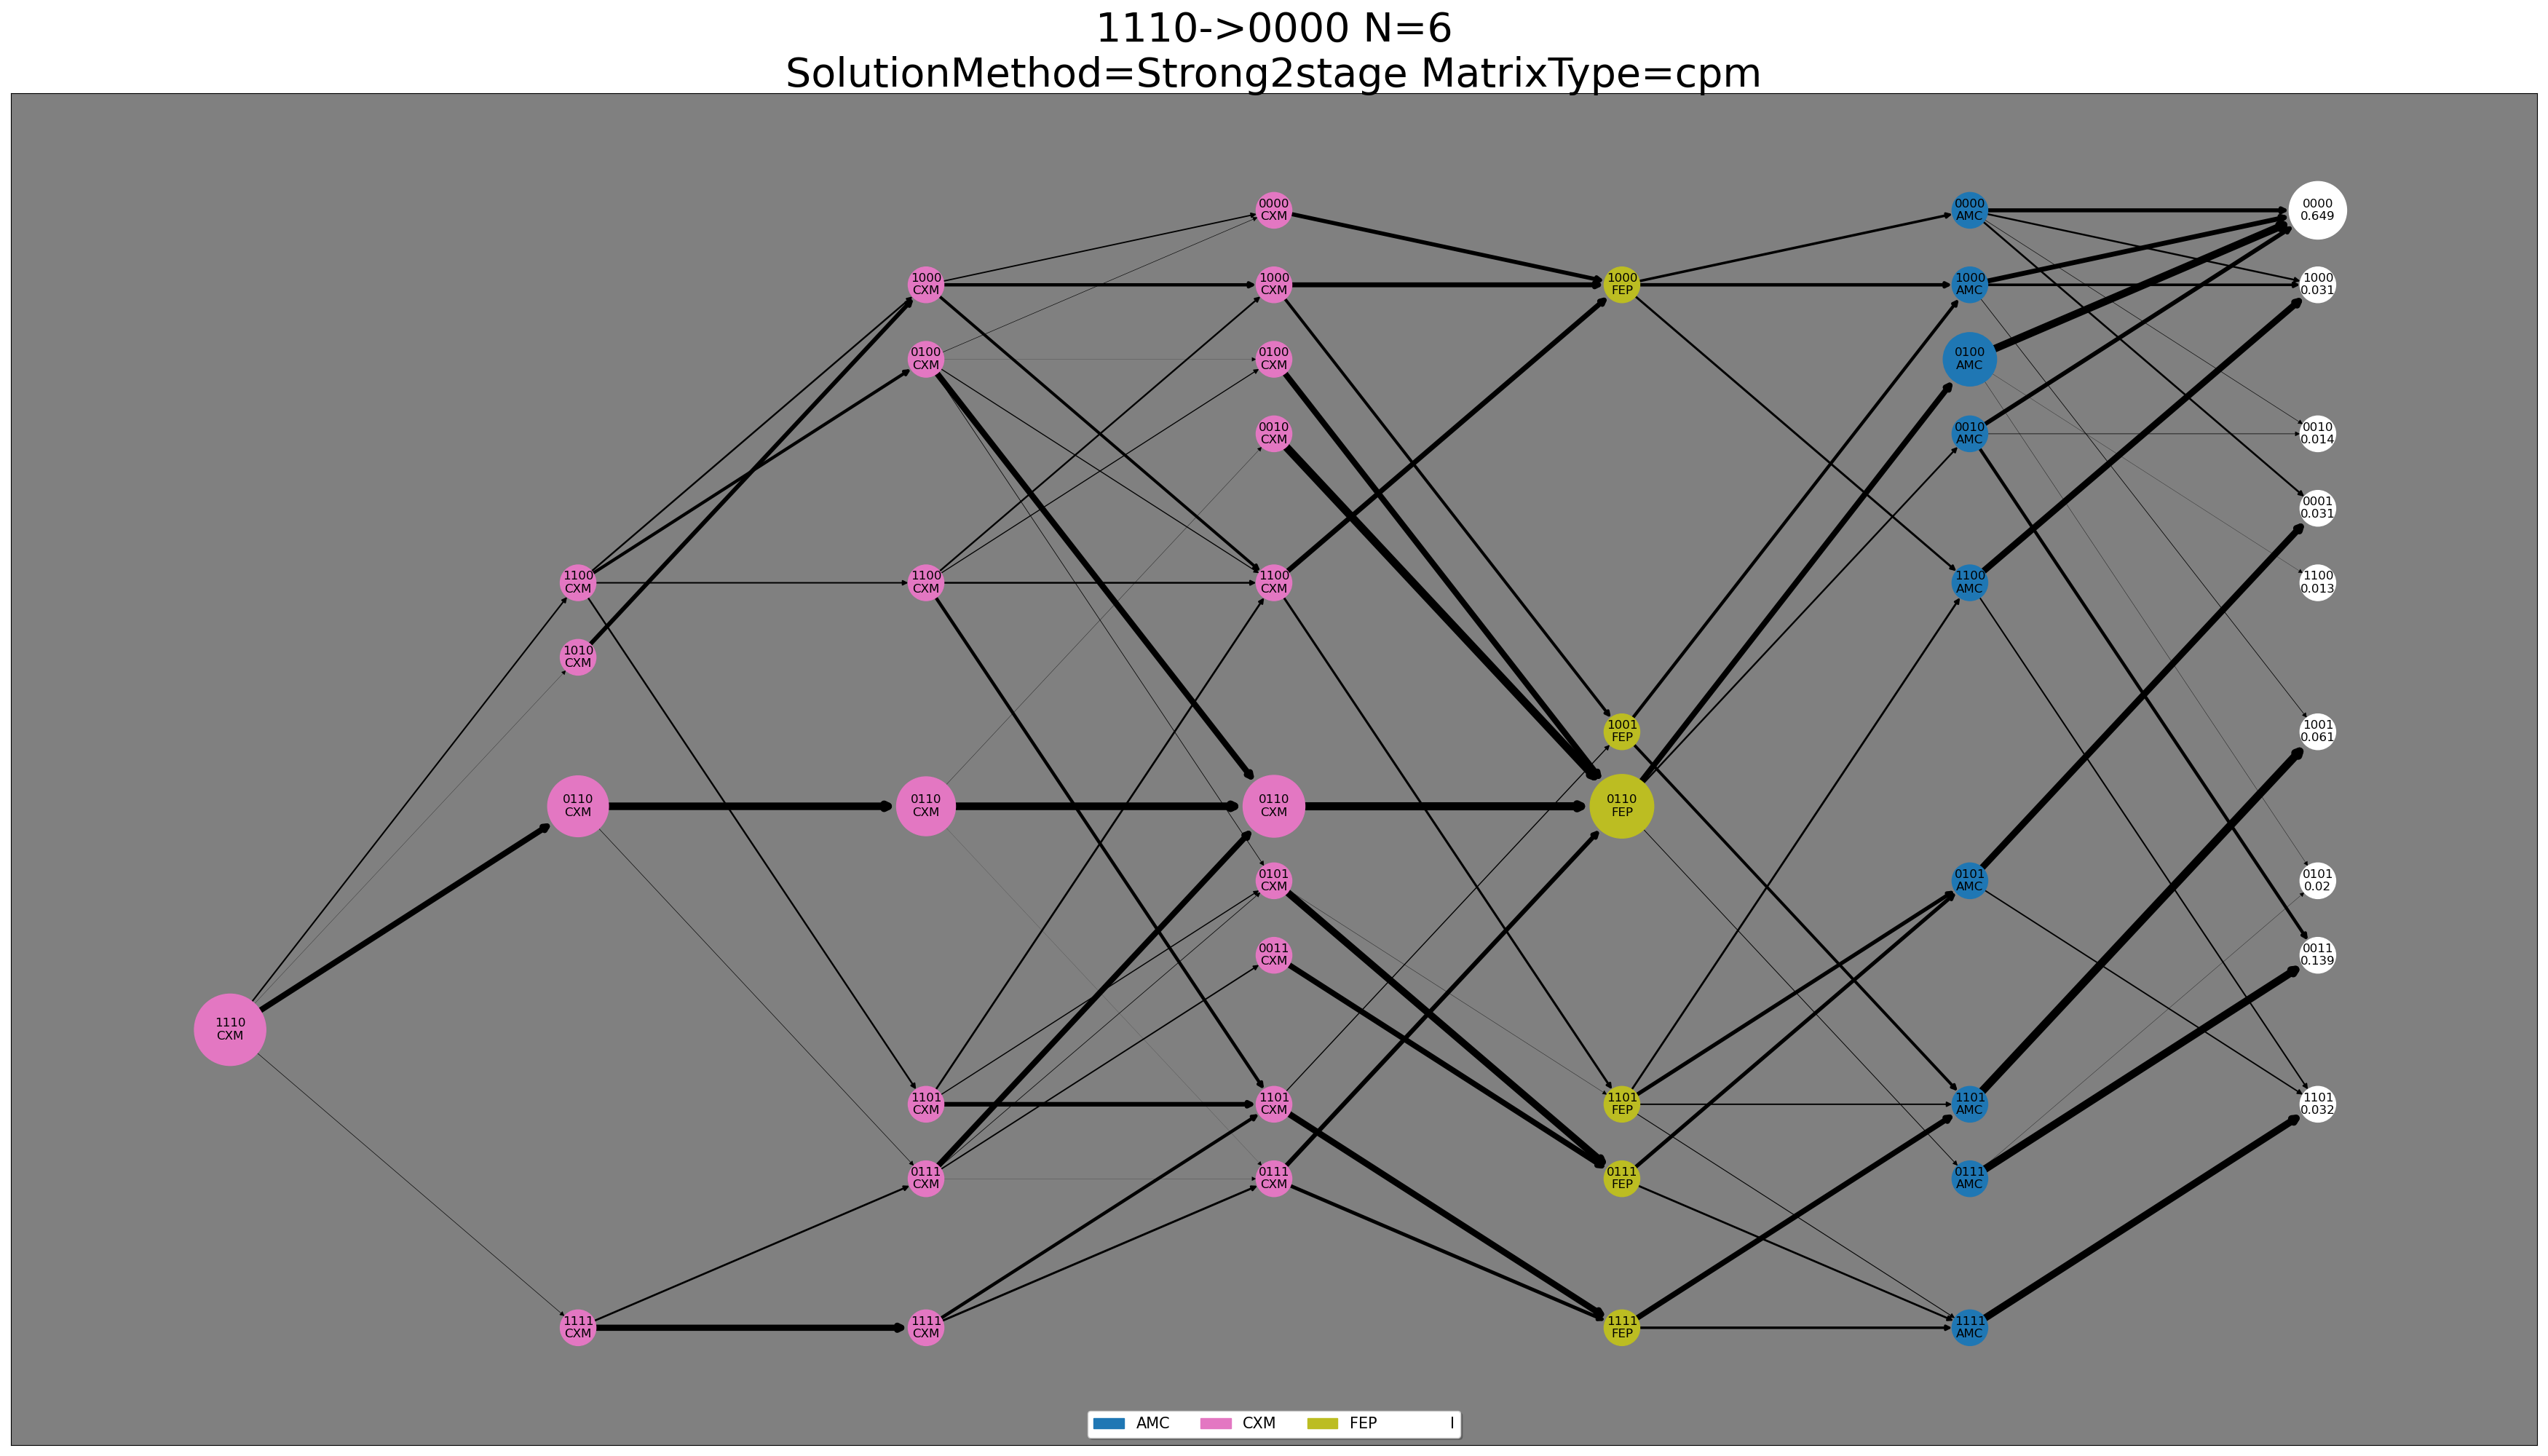 1110->0000 N=6
SolutionMethod=Strong2stage MatrixType=cpm
1110
CXM
1100
CXM
1010
CXM
0110
CXM
1111
CXM
1000
CXM
0100
CXM
1100
CXM
0110
CXM
1101
CXM
0111
CXM
1111
CXM
0000
CXM
1000
CXM
0100
CXM
0010
CXM
1100
CXM
0110
CXM
0101
CXM
0011
CXM
1101
CXM
0111
CXM
1000
FEP
1001
FEP
0110
FEP
1101
FEP
0111
FEP
1111
FEP
0000
AMC
1000
AMC
0100
AMC
0010
AMC
1100
AMC
0101
AMC
1101
AMC
0111
AMC
1111
AMC
0000
0.649
1000
0.031
0010
0.014
0001
0.031
1100
0.013
1001
0.061
0101
0.02
0011
0.139
1101
0.032
AMC CXM FEP I